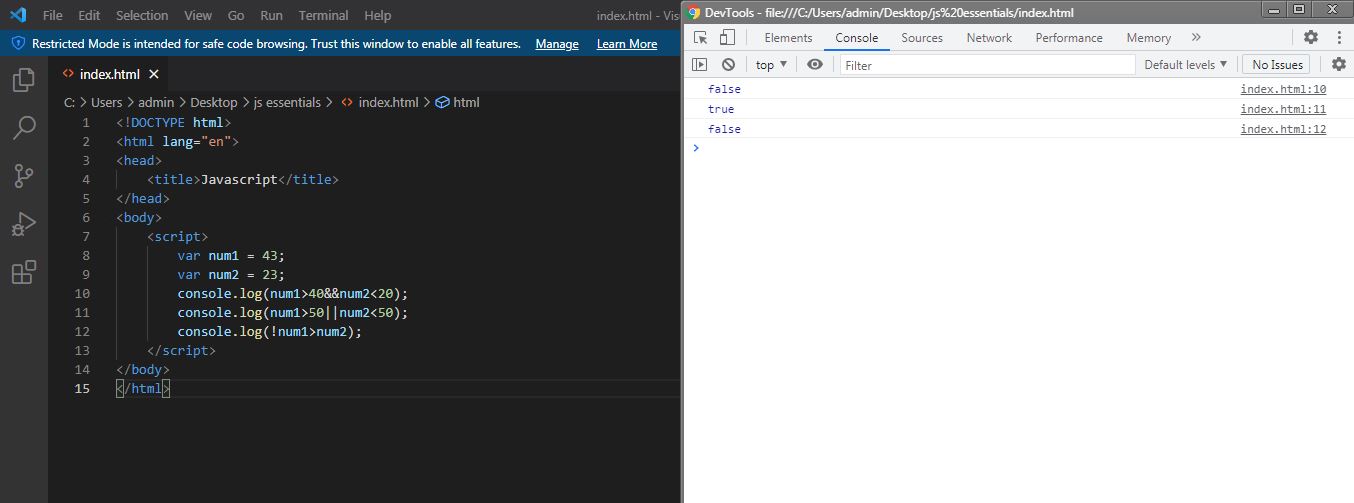 File Edit Selection View Go Run Terminal Help index.html - Vis
Restricted Mode is intended for safe code browsing. Trust this window to enable all features. Manage Learn More
index.html
C: > Users > admin > Desktop > js essentials > index.html > html
1 <!DOCTYPE html>
2 <html lang="en">
3 <head>
4 <title>Javascript</title>
5 </head>
6 <body>
7 <script>
8 var num1 = 43;
9 var num2 = 23;
10 console.log(num1>40&&num2<20);
11 console.log(num1>50||num2<50);
12 console.log(!num1>num2);
13 </script>
14 </body>
15 </html>
DevTools - file:///C:/Users/admin/Desktop/js%20essentials/index.html
Elements Console Sources Network Performance Memory »
top ▼ Filter Default levels ▼ No Issues
false index.html:10
true index.html:11
false index.html:12
>